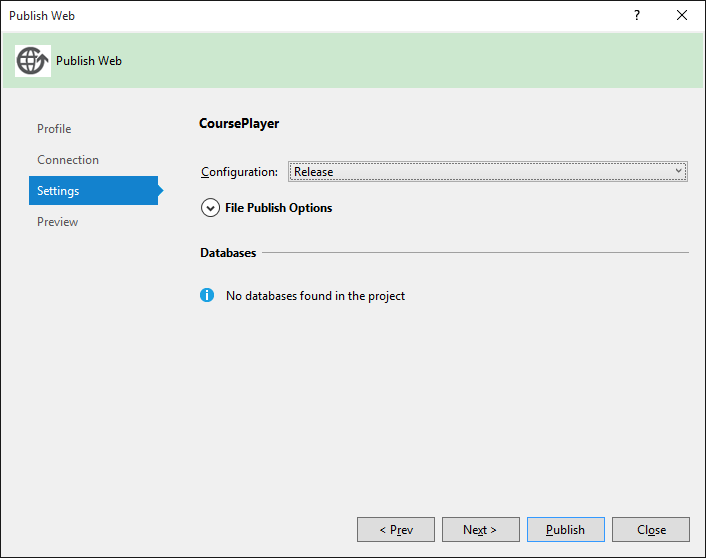 Publish Web
?
Publish Web
Profile
Connection
Settings
Preview
CoursePlayer
Configuration: Release
File Publish Options
Databases
No databases found in the project
< Prev Next > Publish Close